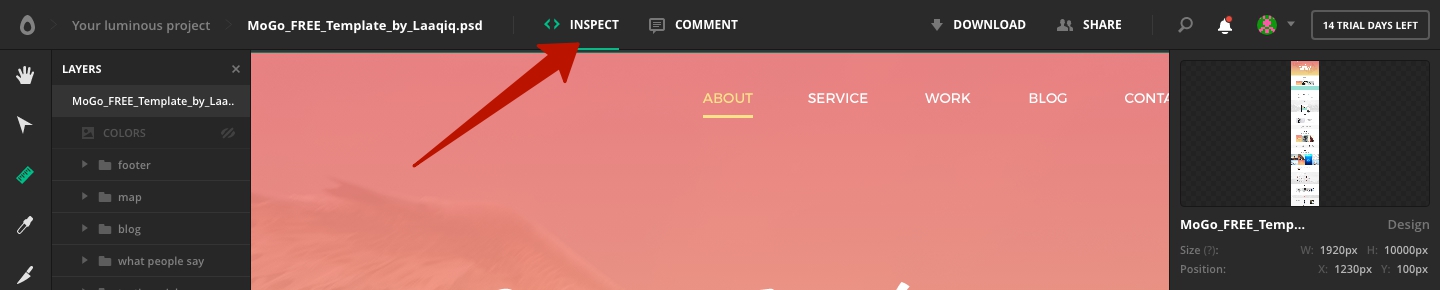 Your luminous project
MoGo_FREE_Template_by_Laaqiq.psd
INSPECT
COMMENT
DOWNLOAD
SHARE
14 TRIAL DAYS LEFT
LAYERS
MoGo_FREE_Template_by_Laa..
COLORS
footer
map
blog
what people say
ABOUT
SERVICE
WORK
BLOG
CONTA
MoGo_FREE_Temp...
Design
Size (?): W: 1920px H: 10000px
Position: X: 1230px Y: 100px